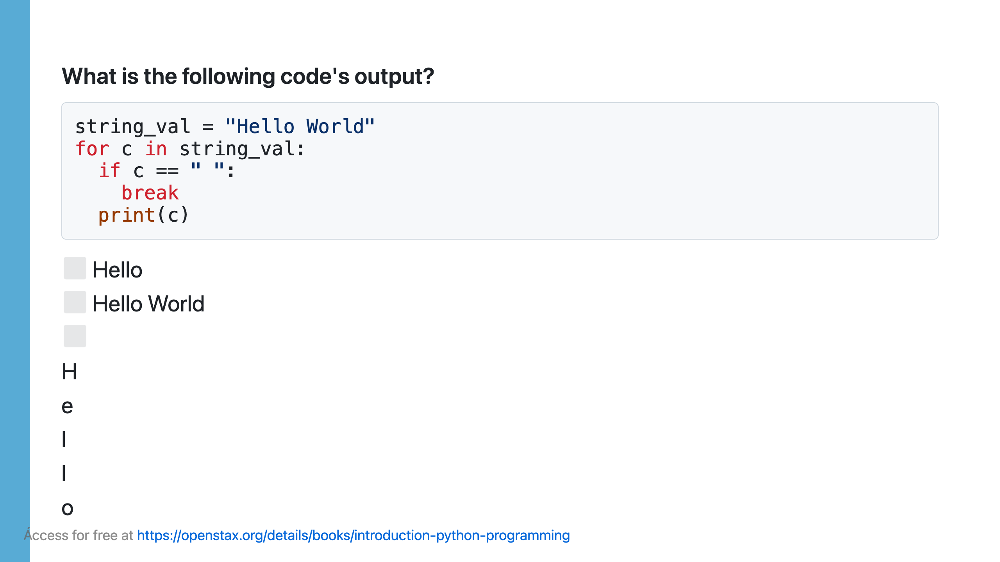 What is the following code's output?
string_val = "Hello World"
for c in string_val:
  if c == " ":
    break
  print(c)
Hello
Hello World
H
e
l
l
o
Áccess for free at https://openstax.org/details/books/introduction-python-programming